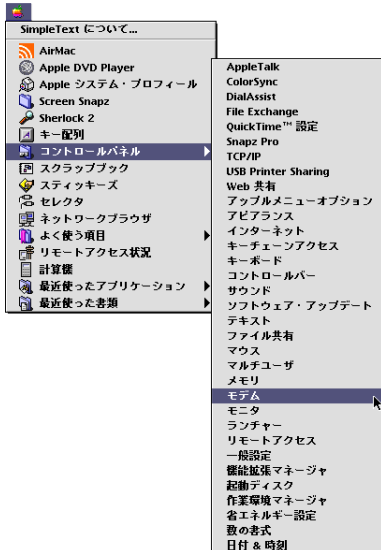 SimpleText について...
AirMac
Apple DVD Player
Apple システム・プロフィール
Screen Snapz
Sherlock 2
キー配列
コントロールパネル
スクラップブック
スティッキーズ
セレクタ
ネットワークブラウザ
よく使う項目
リモートアクセス状況
計算機
最近使ったアプリケーション
最近使った書類
AppleTalk
ColorSync
DialAssist
File Exchange
QuickTime™ 設定
Snapz Pro
TCP/IP
USB Printer Sharing
Web 共有
アップルメニューオプション
アピアランス
インターネット
キーチェーンアクセス
キーボード
コントロールバー
サウンド
ソフトウェア・アップデート
テキスト
ファイル共有
マウス
マルチユーザ
メモリ
モデム
モニタ
ランチャー
リモートアクセス
一般設定
機能拡張マネージャ
起動ディスク
作業環境マネージャ
省エネルギー設定
数の書式
日付 & 時刻